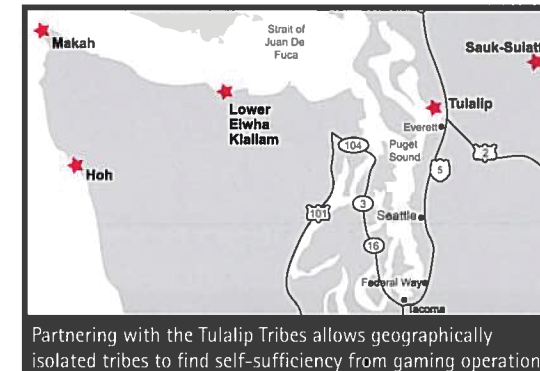 Strait of
Juan De
Fuca
Makah
Sauk-Suiatt
Lower
Elwha
Klallam
Tulalip
Everett
104
Puget
Sound
2
Hoh
5
101
3
Seattle
16
Federal Way
Tacoma
Partnering with the Tulalip Tribes allows geographically
isolated tribes to find self-sufficiency from gaming operation